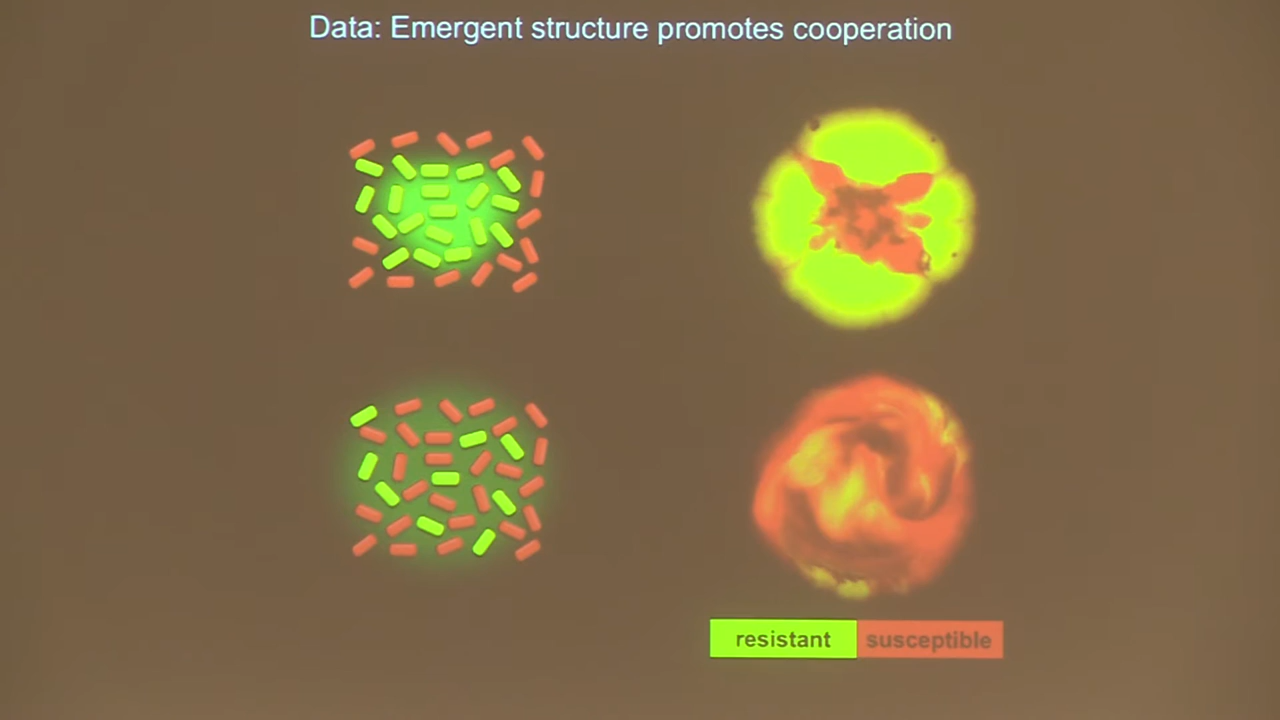 Data: Emergent structure promotes cooperation
resistant
susceptible